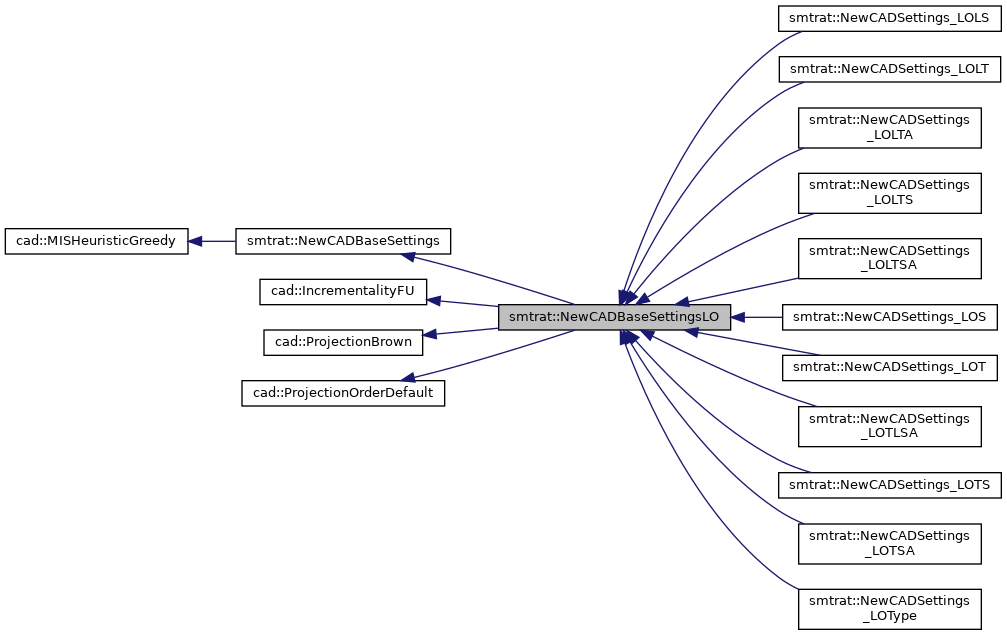 cad::MISHeuristicGreedy
smtrat::NewCADBaseSettings
cad::IncrementalityFU
cad::ProjectionBrown
cad::ProjectionOrderDefault
smtrat::NewCADBaseSettingsLO
smtrat::NewCADSettings_LOLS
smtrat::NewCADSettings_LOLT
smtrat::NewCADSettings
_LOLTA
smtrat::NewCADSettings
_LOLTS
smtrat::NewCADSettings
_LOLTSA
smtrat::NewCADSettings_LOS
smtrat::NewCADSettings_LOT
smtrat::NewCADSettings
_LOTLSA
smtrat::NewCADSettings_LOTS
smtrat::NewCADSettings
_LOTSA
smtrat::NewCADSettings
_LOType